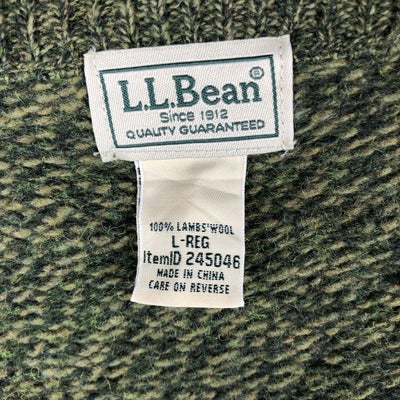 L.L.Bean®
Since 1912
QUALITY GUARANTEED
100% LAMBS' WOOL
L-REG
ItemID 245046
MADE IN CHINA
CARE ON REVERSE